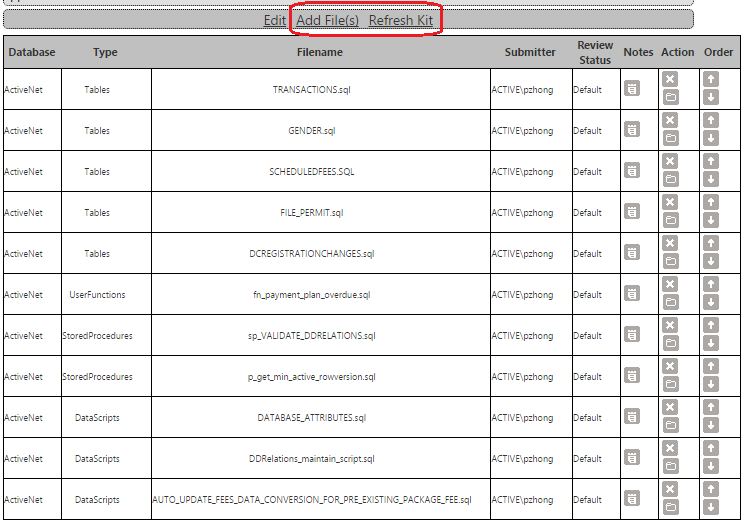 Edit Add File(s) Refresh Kit
Database Type Filename Submitter Review Status Notes Action Order
ActiveNet Tables TRANSACTIONS.sql ACTIVE\pzhong Default
ActiveNet Tables GENDER.sql ACTIVE\pzhong Default
ActiveNet Tables SCHEDULEDFEES.SQL ACTIVE\pzhong Default
ActiveNet Tables FILE_PERMIT.sql ACTIVE\pzhong Default
ActiveNet Tables DCREGISTRATIONCHANGES.sql ACTIVE\pzhong Default
ActiveNet UserFunctions fn_payment_plan_overdue.sql ACTIVE\pzhong Default
ActiveNet StoredProcedures sp_VALIDATE_DDRELATIONS.sql ACTIVE\pzhong Default
ActiveNet StoredProcedures p_get_min_active_rowversion.sql ACTIVE\pzhong Default
ActiveNet DataScripts DATABASE_ATTRIBUTES.sql ACTIVE\pzhong Default
ActiveNet DataScripts DDRelations_maintain_script.sql ACTIVE\pzhong Default
ActiveNet DataScripts AUTO_UPDATE_FEES_DATA_CONVERSION_FOR_PRE_EXISTING_PACKAGE_FEE.sql ACTIVE\pzhong Default